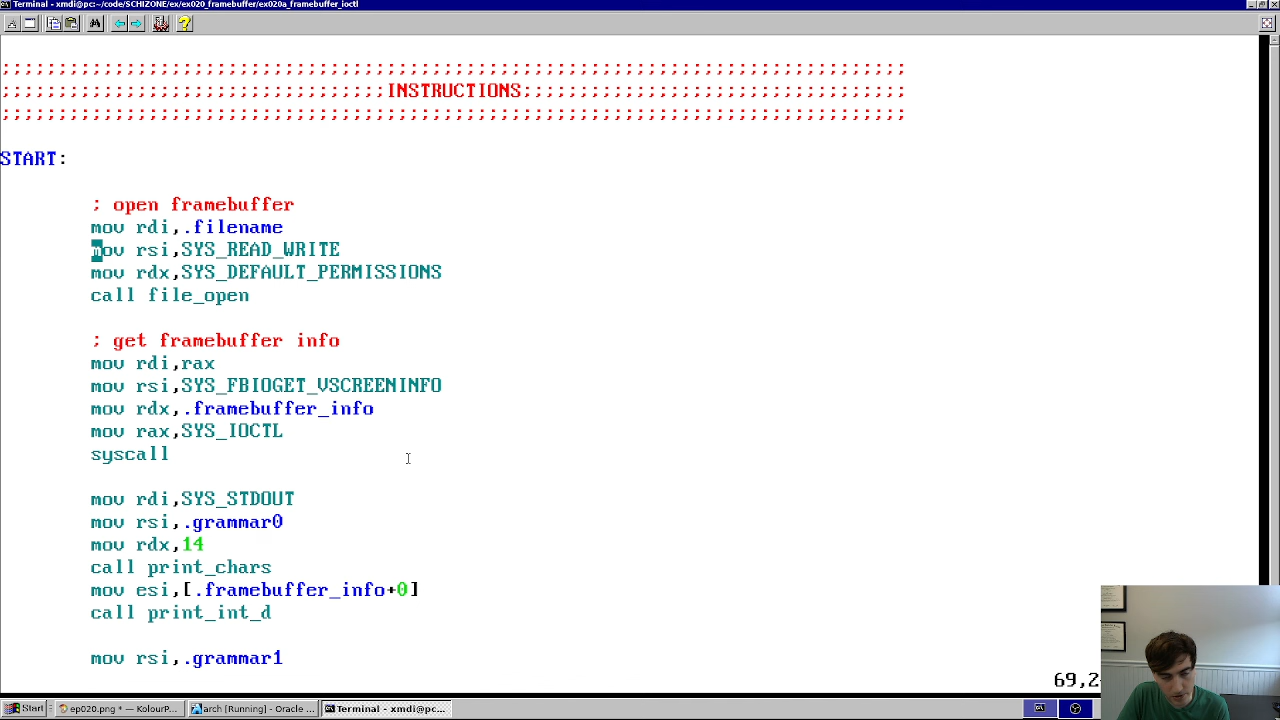 Terminal - xmdi@pc:~/code/SCHIZONE/ex/ex020_framebuffer/ex020a_framebuffer_ioctl
;;;;;;;;;;;;;;;;;;;;;;;;;;;;;;;;;;;;;;;;;;;;;;;;;;;;;;;;;;;;;;;;;;;;;;;;;;;;;;;;
;;;;;;;;;;;;;;;;;;;;;;;;;;;;;;;;;;INSTRUCTIONS;;;;;;;;;;;;;;;;;;;;;;;;;;;;;;;;;;
;;;;;;;;;;;;;;;;;;;;;;;;;;;;;;;;;;;;;;;;;;;;;;;;;;;;;;;;;;;;;;;;;;;;;;;;;;;;;;;;
START:
; open framebuffer
mov rdi,.filename
mov rsi,SYS_READ_WRITE
mov rdx,SYS_DEFAULT_PERMISSIONS
call file_open
; get framebuffer info
mov rdi,rax
mov rsi,SYS_FBIOGET_VSCREENINFO
mov rdx,.framebuffer_info
mov rax,SYS_IOCTL
syscall
mov rdi,SYS_STDOUT
mov rsi,.grammar0
mov rdx,14
call print_chars
mov esi,[.framebuffer_info+0]
call print_int_d
mov rsi,.grammar1
69,2
Start
ep020.png * — KolourP...
arch [Running] - Oracle ...
Terminal - xmdi@pc...